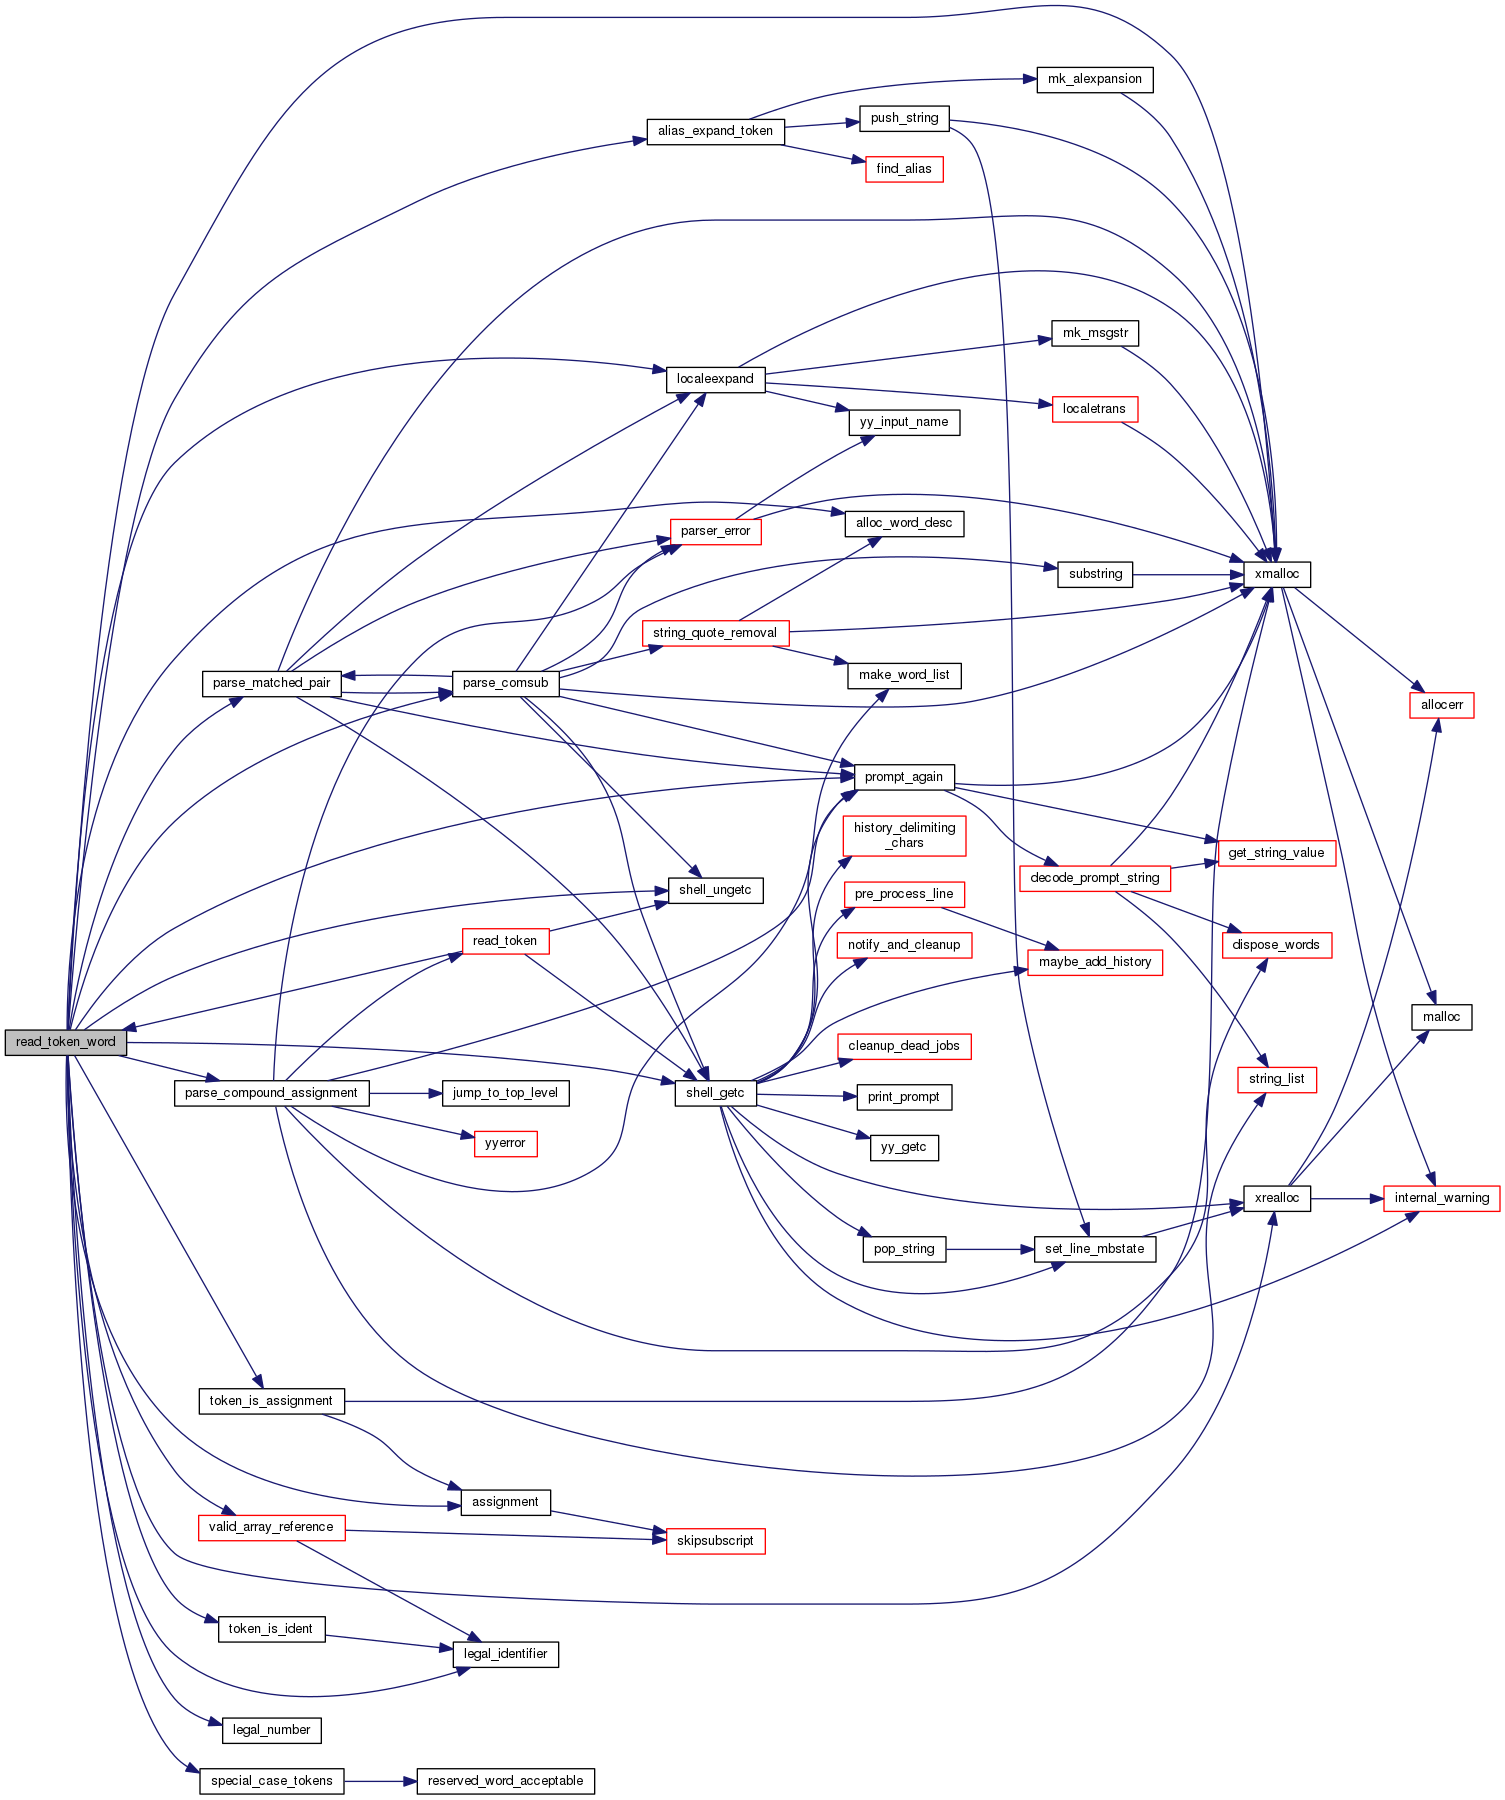 mk_alexpansion
push_string
alias_expand_token
find_alias
mk_msgstr
localeexpand
localetrans
yy_input_name
alloc_word_desc
parser_error
substring
xmalloc
string_quote_removal
make_word_list
parse_matched_pair
parse_comsub
allocerr
prompt_again
history_delimiting
_chars
get_string_value
decode_prompt_string
shell_ungetc
pre_process_line
read_token
notify_and_cleanup
dispose_words
maybe_add_history
malloc
read_token_word
cleanup_dead_jobs
string_list
parse_compound_assignment
jump_to_top_level
shell_getc
print_prompt
yyerror
yy_getc
xrealloc
internal_warning
pop_string
set_line_mbstate
token_is_assignment
assignment
valid_array_reference
skipsubscript
token_is_ident
legal_identifier
legal_number
special_case_tokens
reserved_word_acceptable